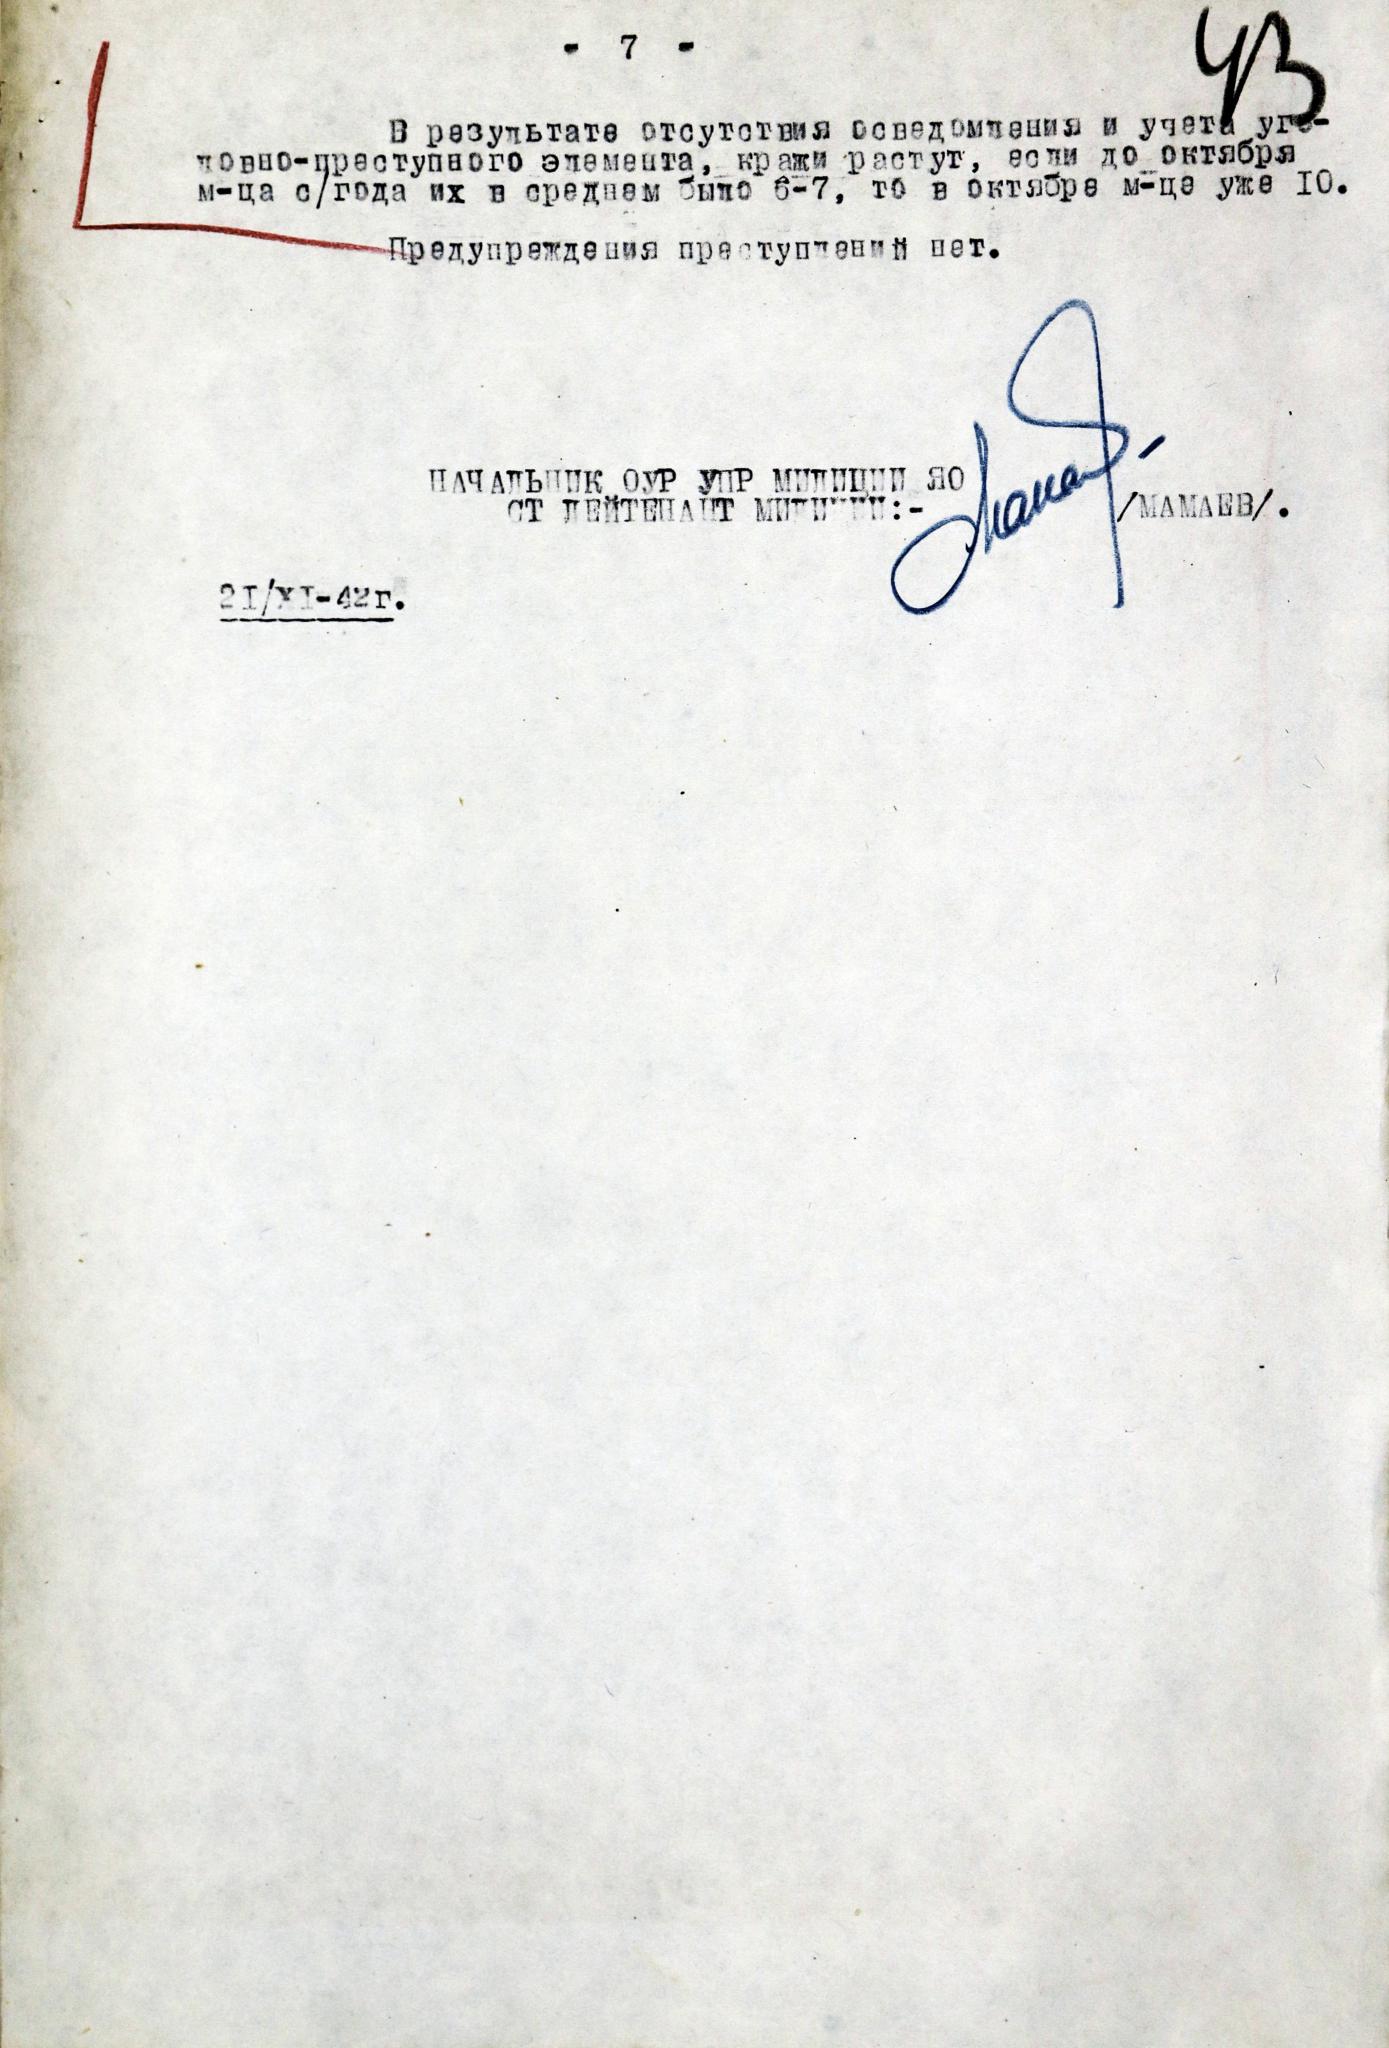 - 7 -
43
В результате отсутствия осведомления и учета уго-
ловно-преступного элемента, кражи растут, если до октября
м-ца с/года их в среднем было 6-7, то в октябре м-це уже IO.
Предупреждения преступлений нет.
НАЧАЛЬНИК ОУР УПР МИЛИЦИИ ЯО
СТ ЛЕЙТЕНАНТ МИЛИЦИИ:- /МАМАЕВ/.
2I/XI-42г.